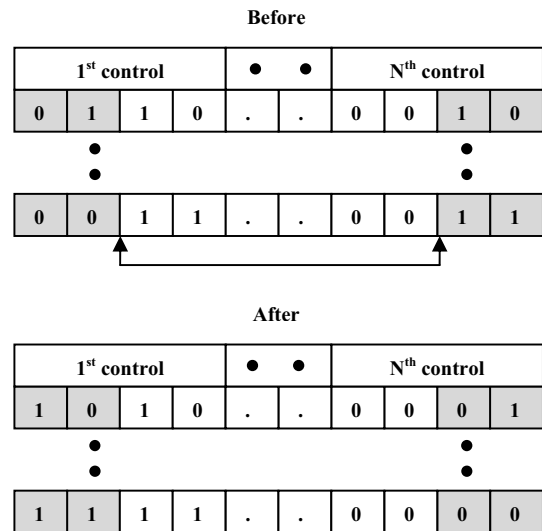 Before
1st control • • Nth control
0 1 1 0 . . 0 0 1 0
0 0 1 1 . . 0 0 1 1
After
1st control • • Nth control
1 0 1 0 . . 0 0 0 1
1 1 1 1 . . 0 0 0 0